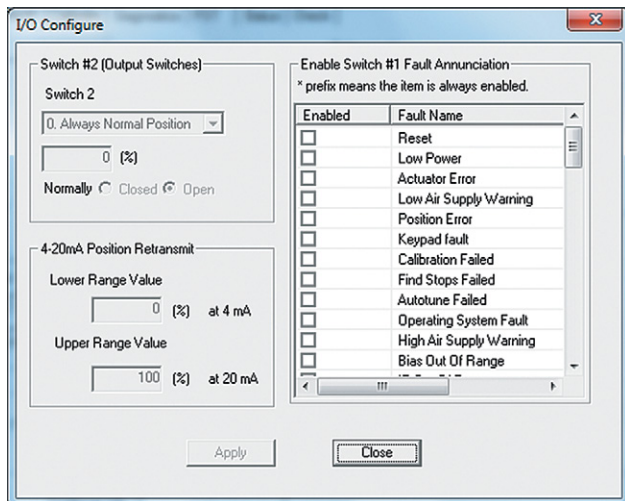 I/O Configure
Switch #2 (Output Switches)
Switch 2
0. Always Normal Position
0 (%)
Normally Closed Open
4-20mA Position Retransmit
Lower Range Value
0 (%) at 4 mA
Upper Range Value
100 (%) at 20 mA
Enable Switch #1 Fault Annunciation
* prefix means the item is always enabled.
Enabled Fault Name
Reset
Low Power
Actuator Error
Low Air Supply Warning
Position Error
Keypad fault
Calibration Failed
Find Stops Failed
Autotune Failed
Operating System Fault
High Air Supply Warning
Bias Out Of Range
Apply
Close